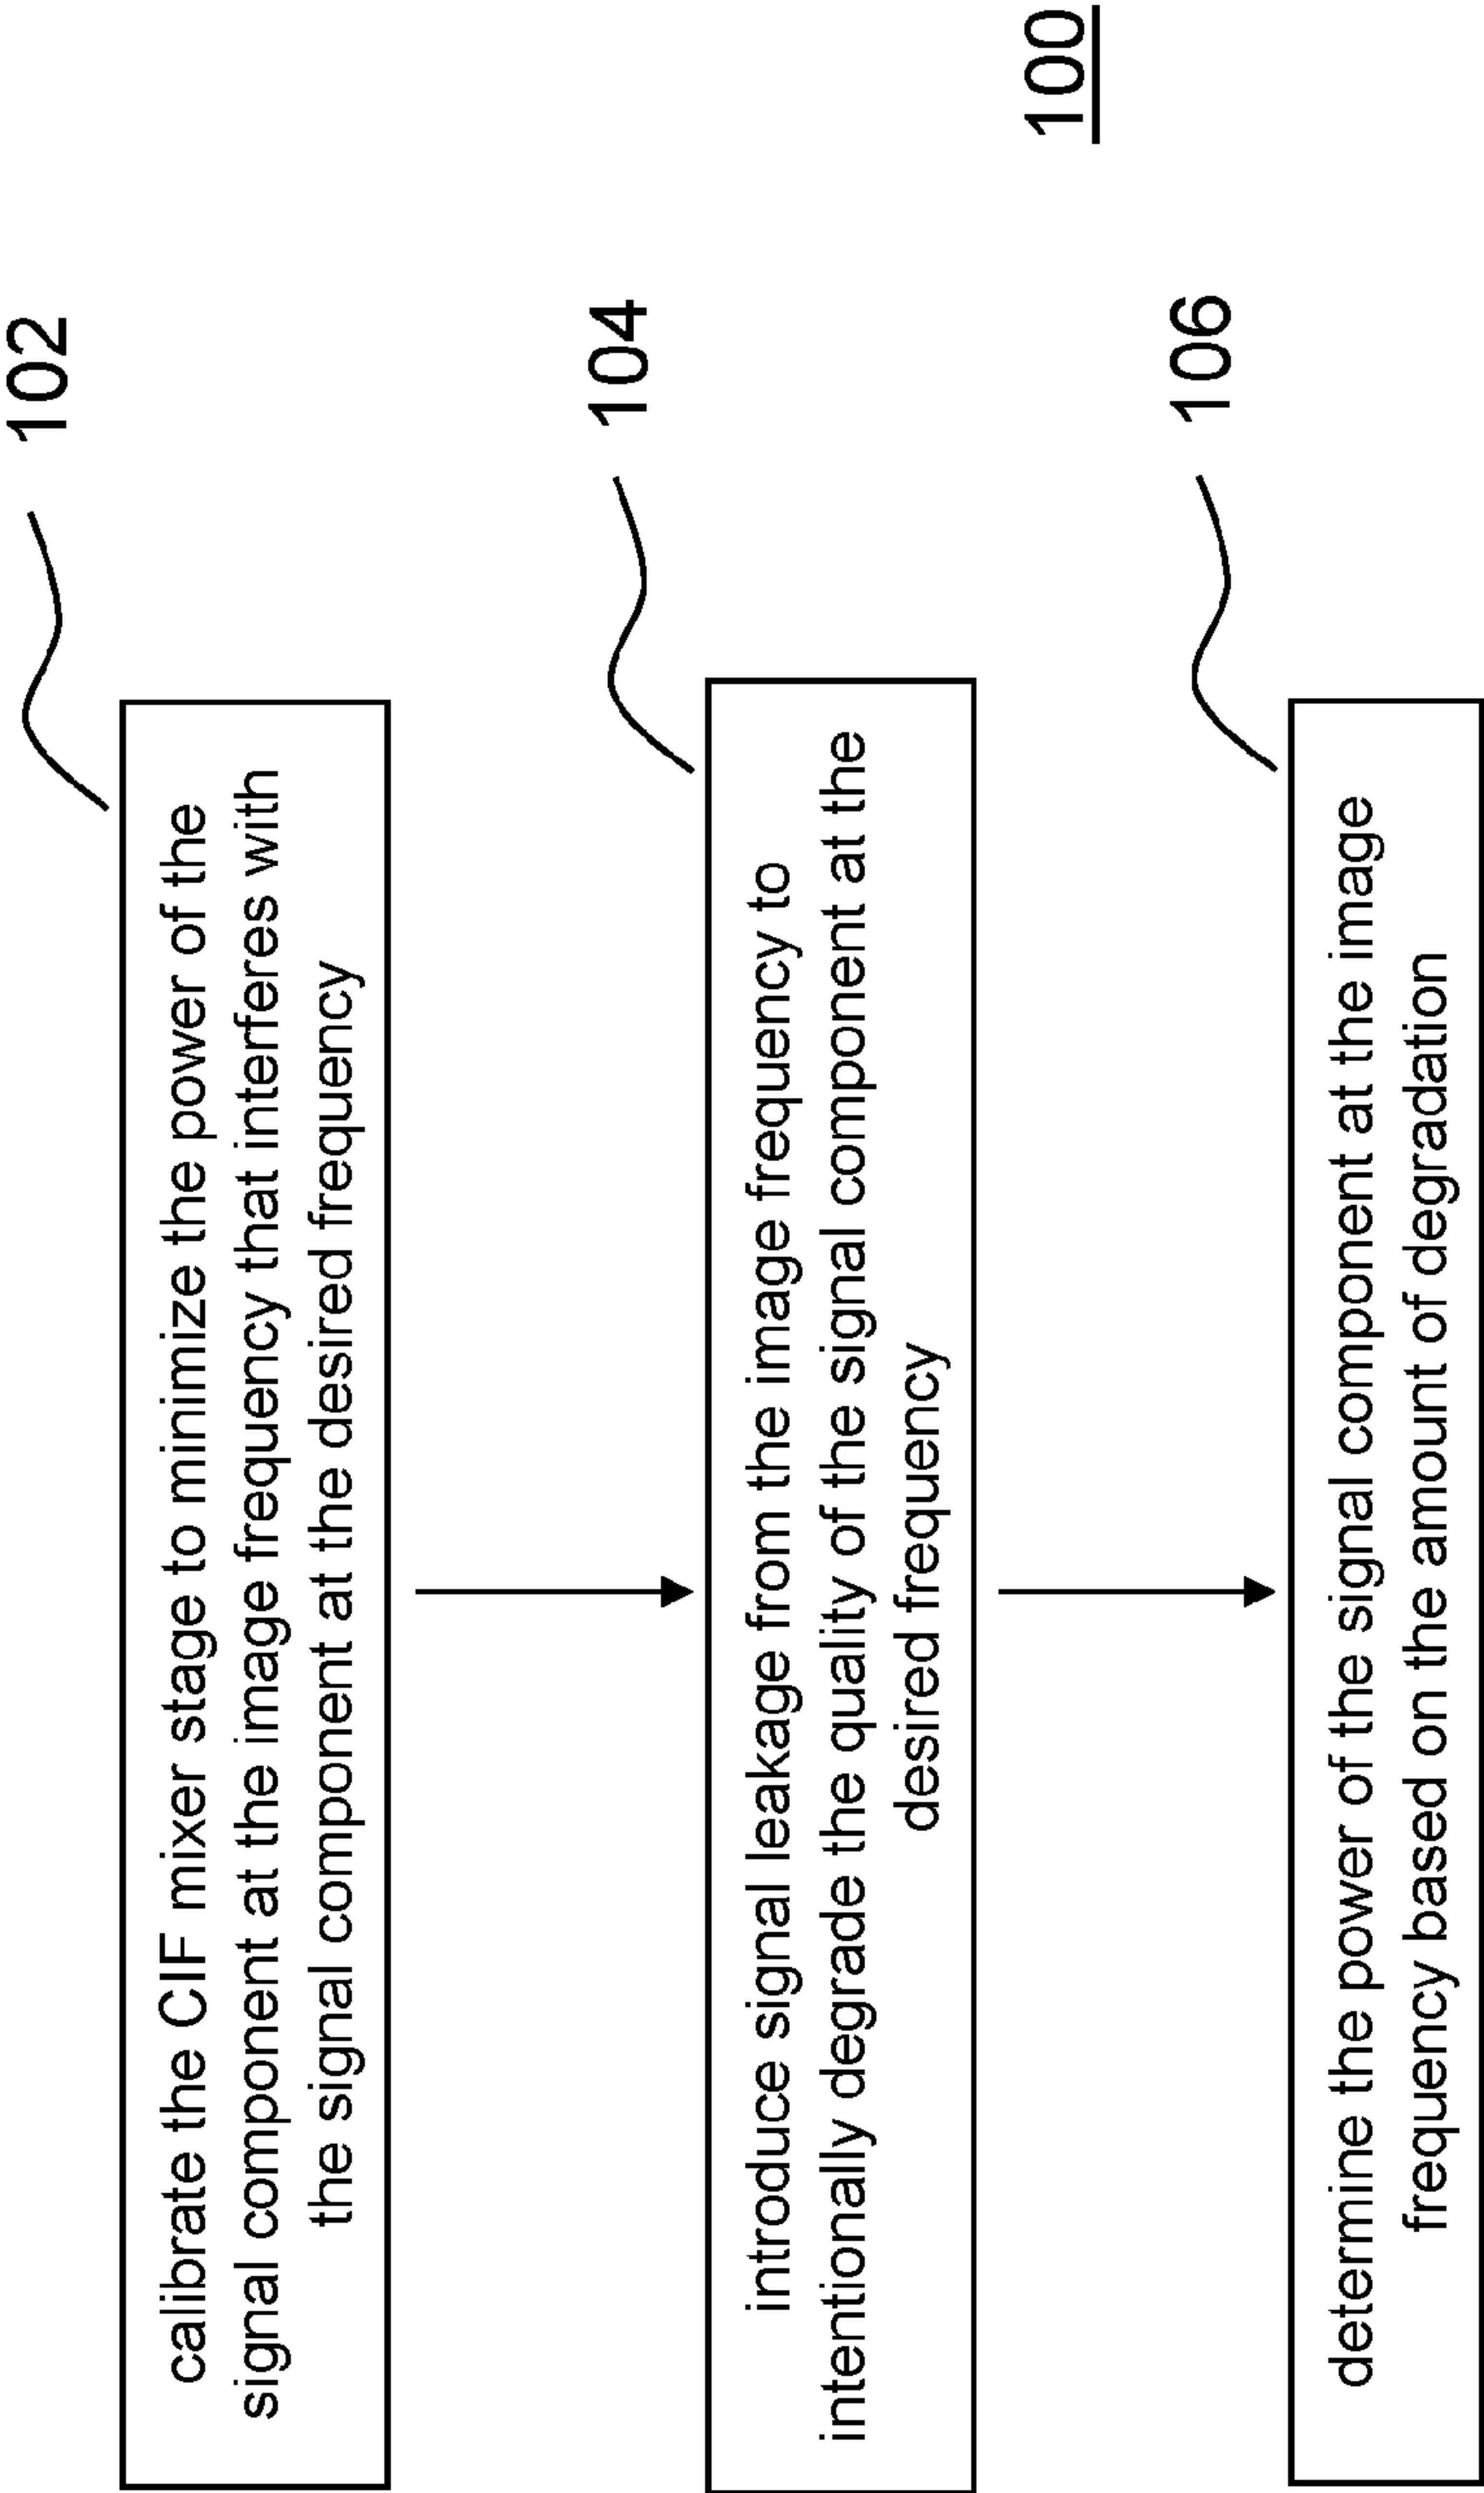 102
calibrate the CIF mixer stage to minimize the power of the
signal component at the image frequency that interferes with
the signal component at the desired frequency
104
introduce signal leakage from the image frequency to
intentionally degrade the quality of the signal component at the
desired frequency
106
determine the power of the signal component at the image
frequency based on the amount of degradation
100